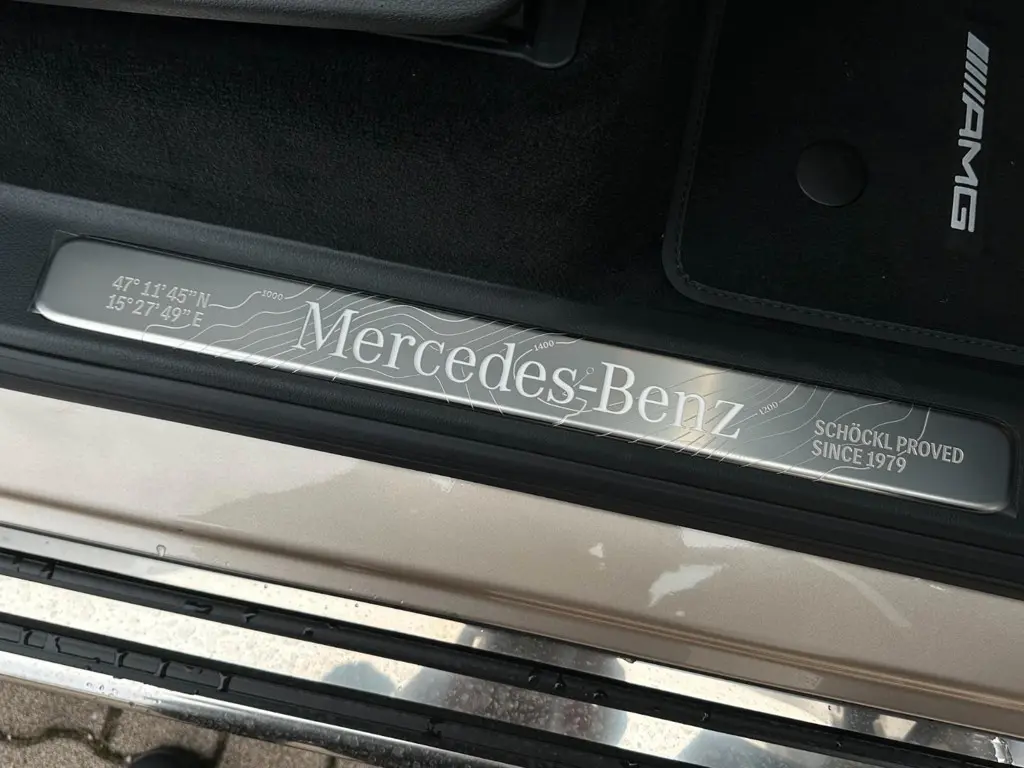 AMG
47° 11' 45" N
15° 27' 49" E
1000
Mercedes-Benz
1400
1200
SCHÖCKL PROVED
SINCE 1979